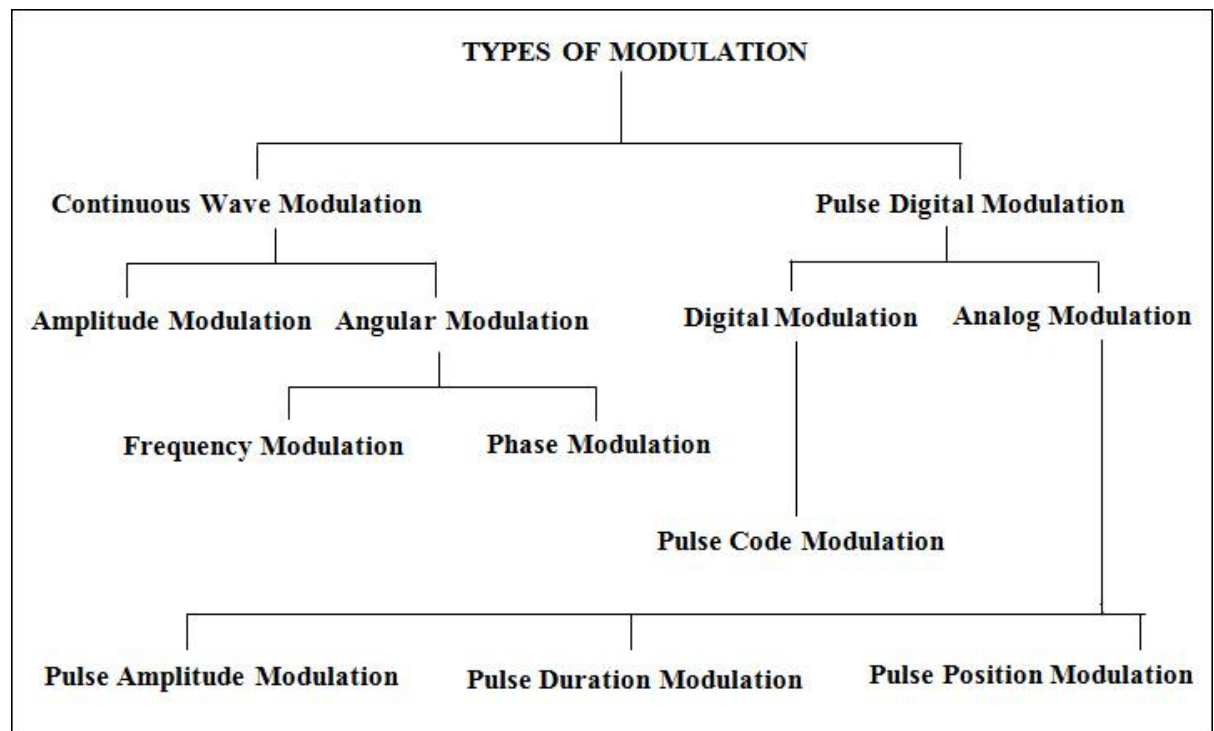 TYPES OF MODULATION
Continuous Wave Modulation
Pulse Digital Modulation
Amplitude Modulation
Angular Modulation
Digital Modulation
Analog Modulation
Frequency Modulation
Phase Modulation
Pulse Code Modulation
Pulse Amplitude Modulation
Pulse Duration Modulation
Pulse Position Modulation